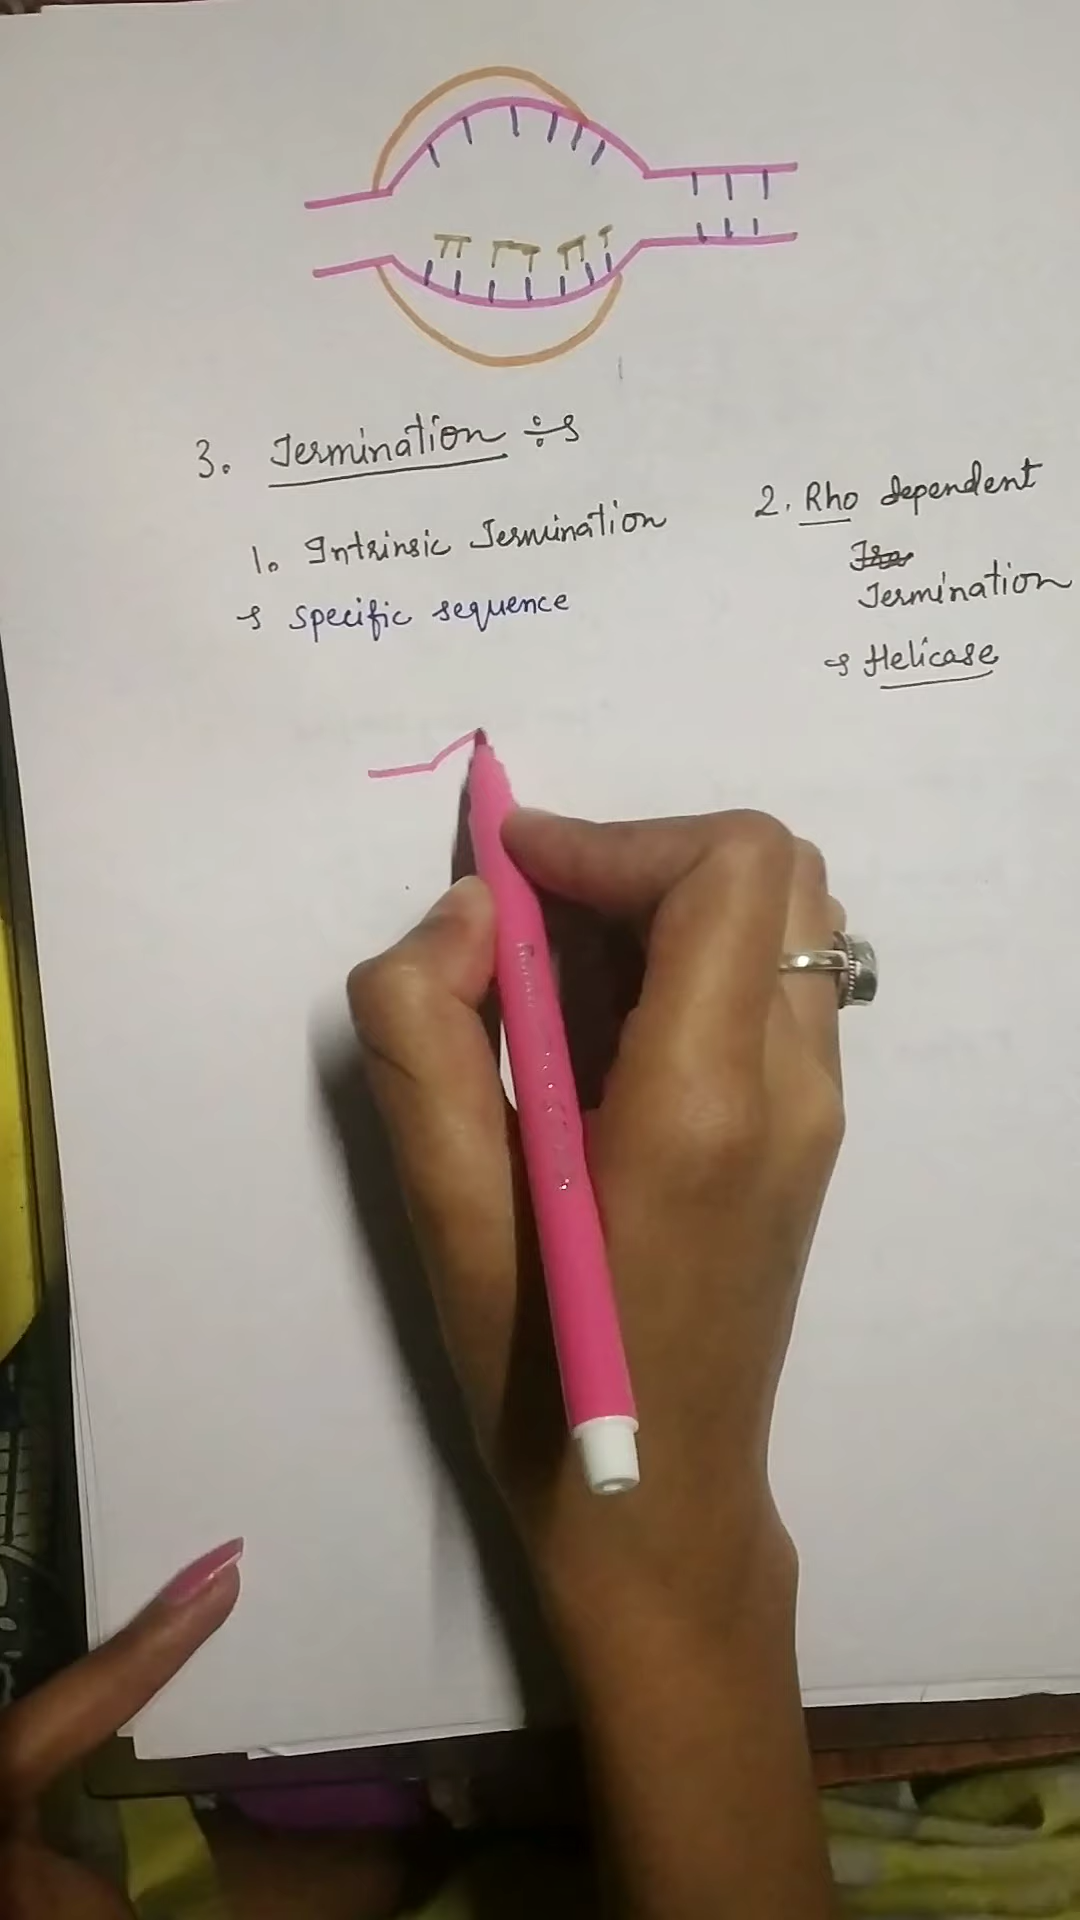 3. Termination :-
1. Intrinsic Termination
→ Specific sequence
2. Rho dependent
Termination
→ Helicase